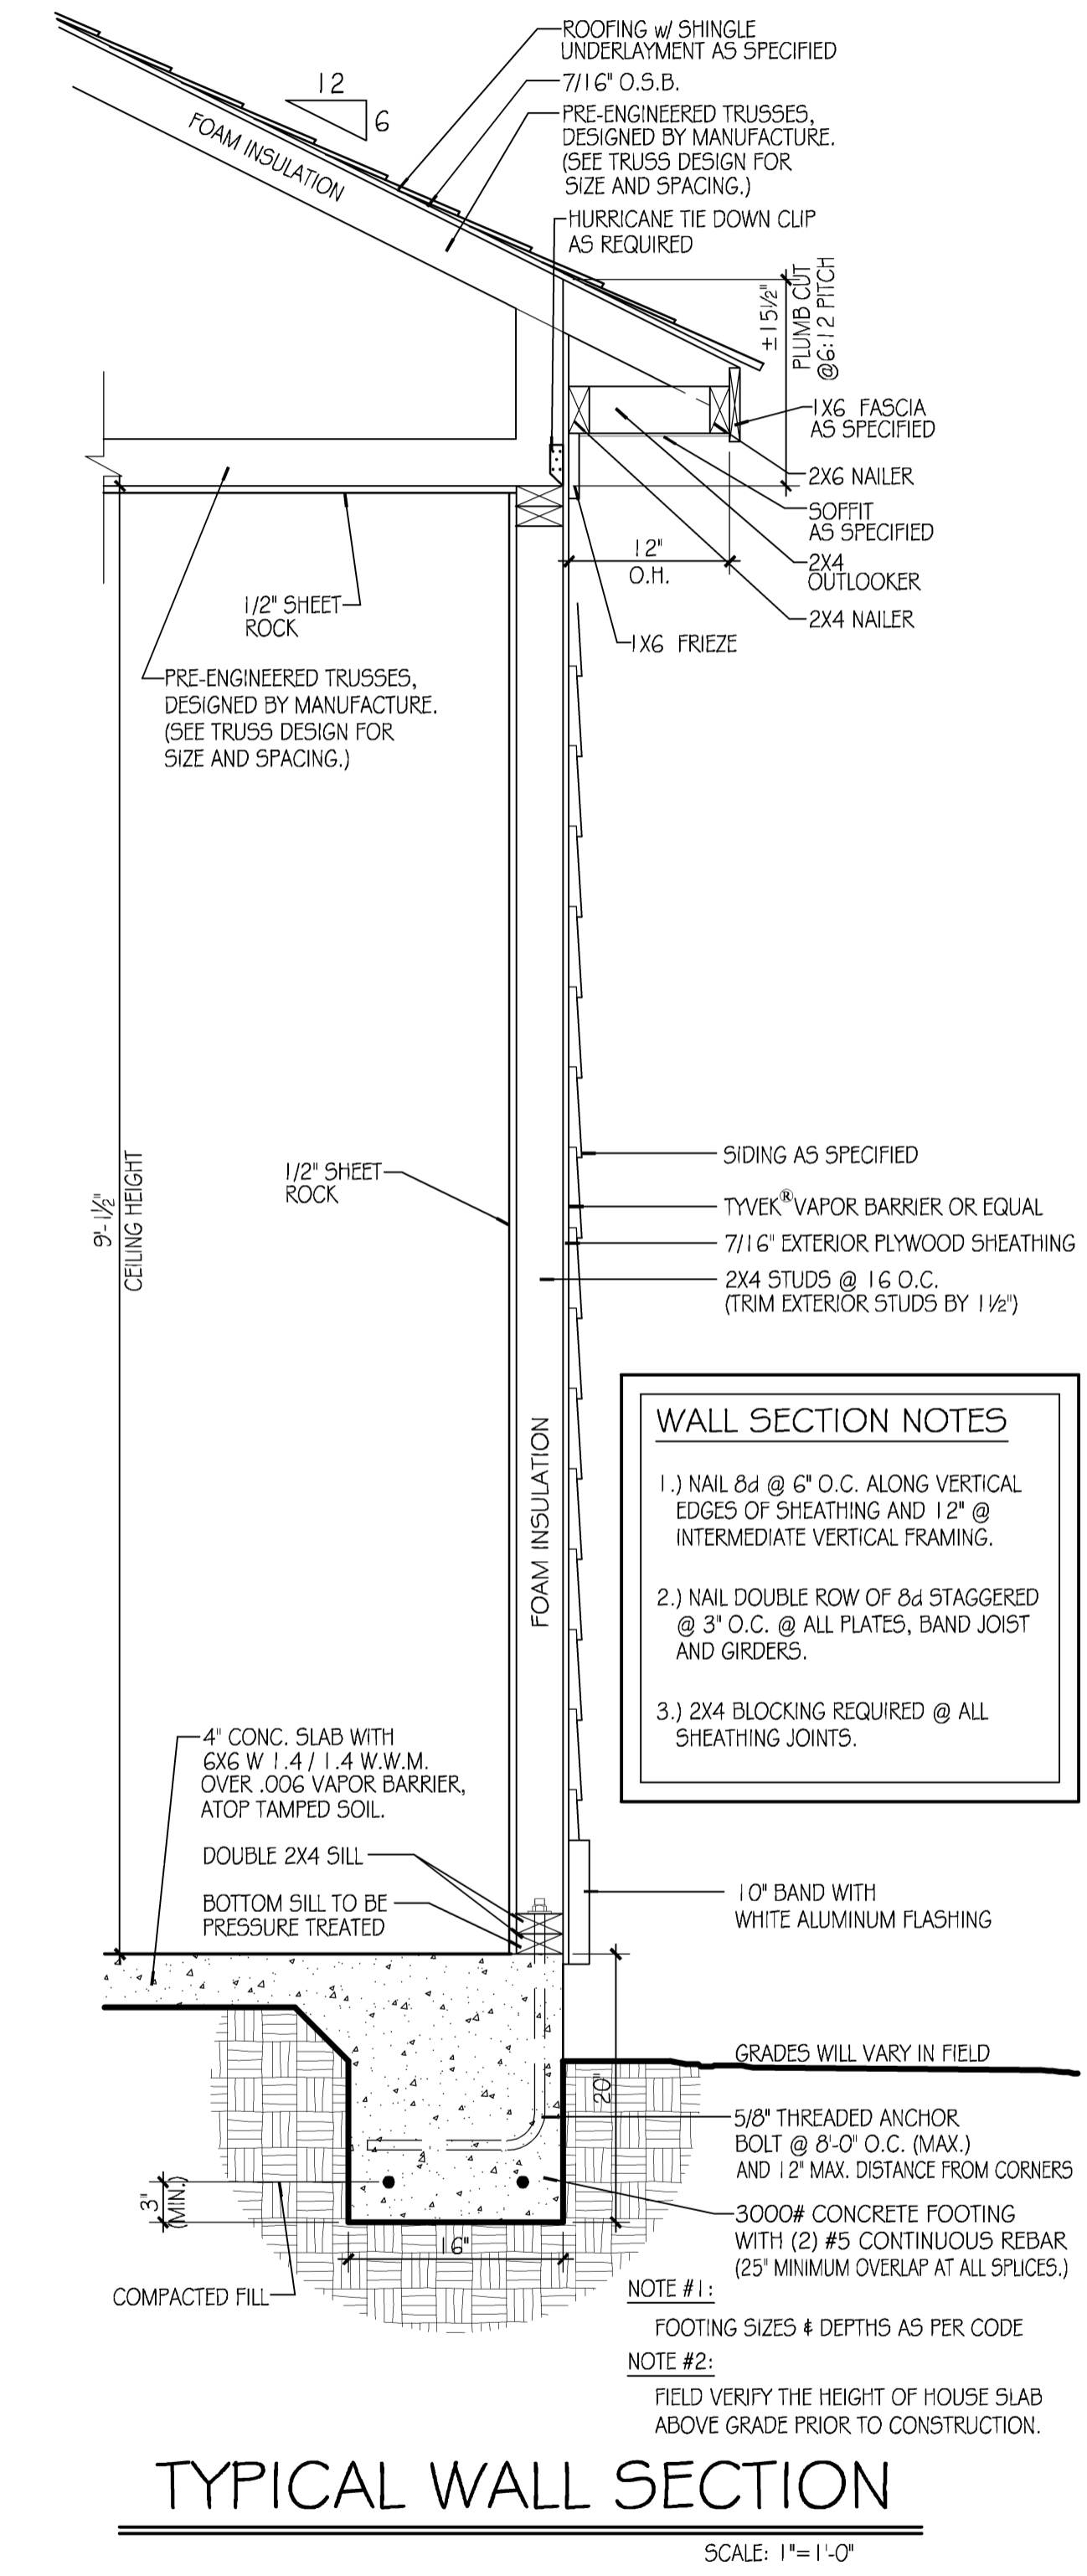 ROOFING w/ SHINGLE
UNDERLAYMENT AS SPECIFIED
12
6
7/16" O.S.B.
FOAM INSULATION
PRE-ENGINEERED TRUSSES,
DESIGNED BY MANUFACTURE.
(SEE TRUSS DESIGN FOR
SIZE AND SPACING.)
HURRICANE TIE DOWN CLIP
AS REQUIRED
±15½"
PLUMB CUT
@6:12 PITCH
1X6 FASCIA
AS SPECIFIED
2X6 NAILER
SOFFIT
AS SPECIFIED
12"
O.H.
2X4
OUTLOOKER
2X4 NAILER
1X6 FRIEZE
1/2" SHEET
ROCK
PRE-ENGINEERED TRUSSES,
DESIGNED BY MANUFACTURE.
(SEE TRUSS DESIGN FOR
SIZE AND SPACING.)
9'-1½"
CEILING HEIGHT
1/2" SHEET
ROCK
SIDING AS SPECIFIED
TYVEK® VAPOR BARRIER OR EQUAL
7/16" EXTERIOR PLYWOOD SHEATHING
2X4 STUDS @ 16 O.C.
(TRIM EXTERIOR STUDS BY 1½")
FOAM INSULATION
WALL SECTION NOTES
1.) NAIL 8d @ 6" O.C. ALONG VERTICAL
EDGES OF SHEATHING AND 12" @
INTERMEDIATE VERTICAL FRAMING.
2.) NAIL DOUBLE ROW OF 8d STAGGERED
@ 3" O.C. @ ALL PLATES, BAND JOIST
AND GIRDERS.
3.) 2X4 BLOCKING REQUIRED @ ALL
SHEATHING JOINTS.
4" CONC. SLAB WITH
6X6 W 1.4 / 1.4 W.W.M.
OVER .006 VAPOR BARRIER,
ATOP TAMPED SOIL.
DOUBLE 2X4 SILL
BOTTOM SILL TO BE
PRESSURE TREATED
10" BAND WITH
WHITE ALUMINUM FLASHING
GRADES WILL VARY IN FIELD
20"
5/8" THREADED ANCHOR
BOLT @ 8'-0" O.C. (MAX.)
AND 12" MAX. DISTANCE FROM CORNERS
3"
(MIN.)
16"
3000# CONCRETE FOOTING
WITH (2) #5 CONTINUOUS REBAR
(25" MINIMUM OVERLAP AT ALL SPLICES.)
COMPACTED FILL
NOTE #1:
FOOTING SIZES & DEPTHS AS PER CODE
NOTE #2:
FIELD VERIFY THE HEIGHT OF HOUSE SLAB
ABOVE GRADE PRIOR TO CONSTRUCTION.
TYPICAL WALL SECTION
SCALE: 1"=1'-0"